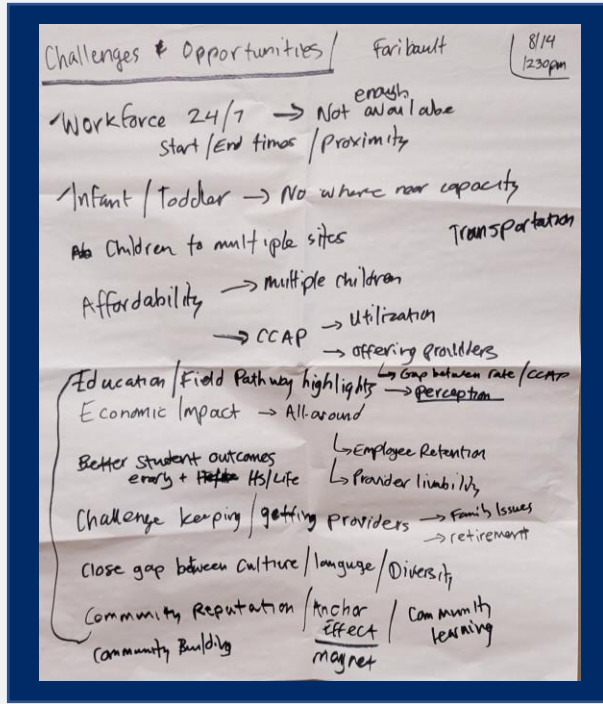 Challenges & Opportunities / Faribault
8/14
1230pm
Workforce 24/7 → Not enough availabe
Start/End times / Proximity
Infant / Toddler → No where near capacity
Children to multiple sites
Transportation
Affordability → multiple children
→ CCAP → Utilization
→ offering providers
↳ Gap between rate / CCAP
Education / Field Pathway highlights → perception
Economic Impact → All-around
↳ Employee Retention
↳ Provider livability
Better student outcomes
+ HS/Life
Challenge keeping / getting providers → Family Issues
→ retirement
Close gap between culture / language / Diversity
Community Reputation / Anchor Effect / Community learning
magnet
Community Building